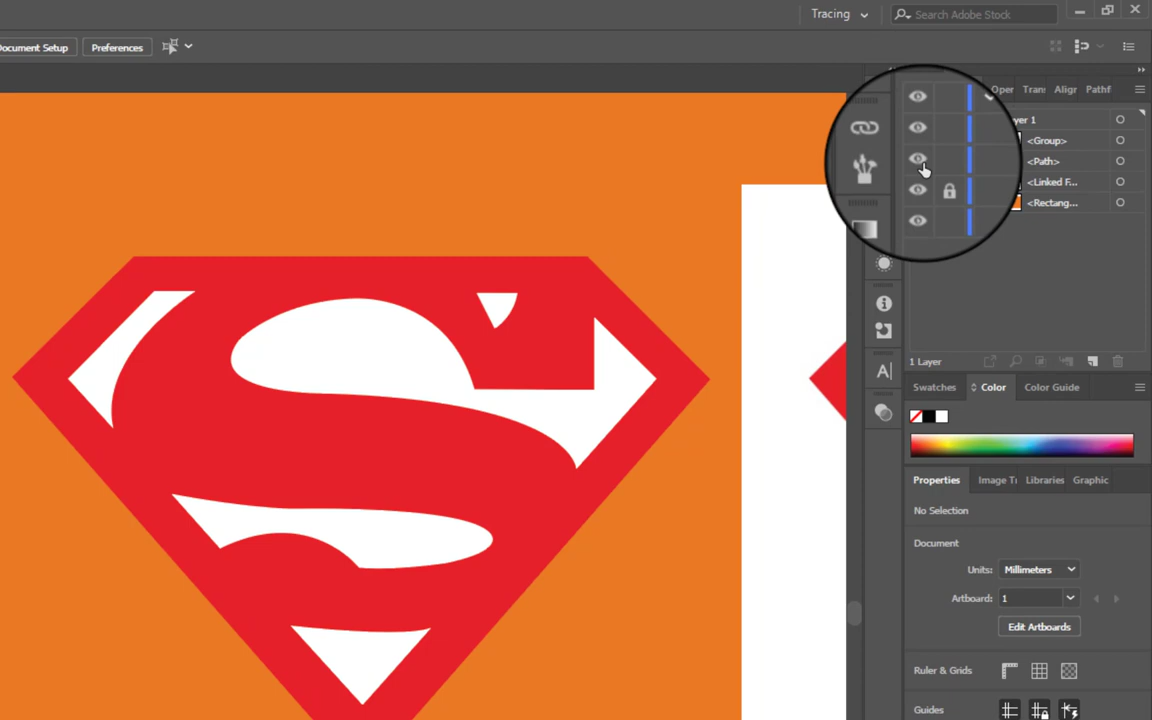 Tracing
Search Adobe Stock
Document Setup
Preferences
Oper
Trans
Align
Pathf
yer 1
<Group>
<Path>
<Linked F...
<Rectang...
1 Layer
Swatches
Color
Color Guide
Properties
Image Tr
Libraries
Graphic
No Selection
Document
Units:
Millimeters
Artboard:
1
Edit Artboards
Ruler & Grids
Guides